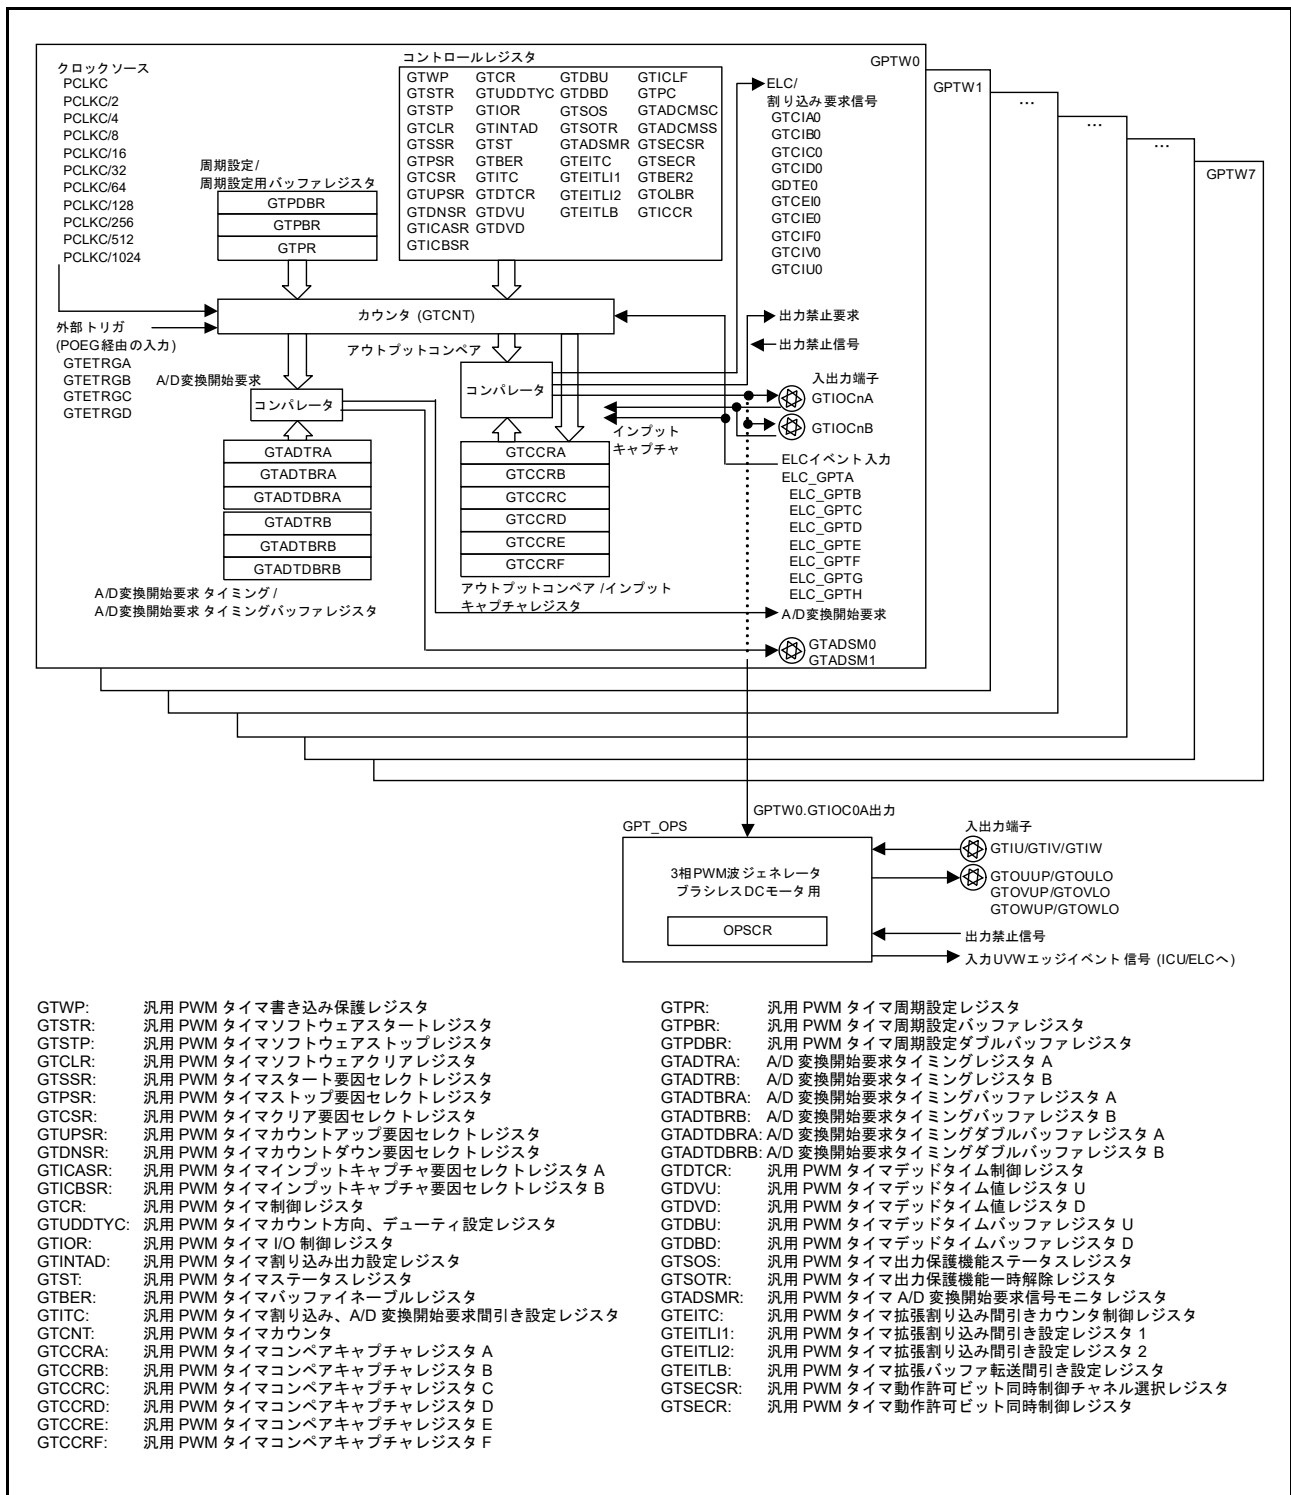 クロックソース
PCLKC
PCLKC/2
PCLKC/4
PCLKC/8
PCLKC/16
PCLKC/32
PCLKC/64
PCLKC/128
PCLKC/256
PCLKC/512
PCLKC/1024
外部トリガ
(POEG経由の入力)
GTETRGA
GTETRGB
GTETRGC
GTETRGD
周期設定/
周期設定用バッファレジスタ
GTPDBR
GTPBR
GTPR
コントロールレジスタ
GTWP GTCR GTDBU GTICLF
GTSTR GTUDDTYC GTDBD GTPC
GTSTP GTIOR GTSOS GTADCMSC
GTCLR GTINTAD GTSOTR GTADCMSS
GTSSR GTST GTADSMR GTSECSR
GTPSR GTBER GTEITC GTSECR
GTCSR GTITC GTEITLI1 GTBER2
GTUPSR GTDTCR GTEITLI2 GTOLBR
GTDNSR GTDVU GTEITLB GTICCR
GTICASR GTDVD
GTICBSR
カウンタ (GTCNT)
A/D変換開始要求
コンパレータ
GTADTRA
GTADTBRA
GTADTDBRA
GTADTRB
GTADTBRB
GTADTDBRB
A/D変換開始要求 タイミング /
A/D変換開始要求 タイミングバッファレジスタ
アウトプットコンペア
コンパレータ
インプット
キャプチャ
GTCCRA
GTCCRB
GTCCRC
GTCCRD
GTCCRE
GTCCRF
アウトプットコンペア /インプット
キャプチャレジスタ
GPTW0
GPTW1
...
...
...
GPTW7
ELC/
割り込み要求信号
GTCIA0
GTCIB0
GTCIC0
GTCID0
GDTE0
GTCEI0
GTCIE0
GTCIF0
GTCIV0
GTCIU0
出力禁止要求
出力禁止信号
入出力端子
GTIOCnA
GTIOCnB
ELCイベント入力
ELC_GPTA
ELC_GPTB
ELC_GPTC
ELC_GPTD
ELC_GPTE
ELC_GPTF
ELC_GPTG
ELC_GPTH
A/D変換開始要求
GTADSM0
GTADSM1
GPTW0.GTIOC0A出力
GPT_OPS
3相PWM波ジェネレータ
ブラシレスDCモータ用
OPSCR
入出力端子
GTIU/GTIV/GTIW
GTOUUP/GTOULO
GTOVUP/GTOVLO
GTOWUP/GTOWLO
出力禁止信号
入力UVWエッジイベント信号 (ICU/ELCへ)
GTWP: 汎用 PWM タイマ書き込み保護レジスタ
GTSTR: 汎用 PWM タイマソフトウェアスタートレジスタ
GTSTP: 汎用 PWM タイマソフトウェアストップレジスタ
GTCLR: 汎用 PWM タイマソフトウェアクリアレジスタ
GTSSR: 汎用 PWM タイマスタート要因セレクトレジスタ
GTPSR: 汎用 PWM タイマストップ要因セレクトレジスタ
GTCSR: 汎用 PWM タイマクリア要因セレクトレジスタ
GTUPSR: 汎用 PWM タイマカウントアップ要因セレクトレジスタ
GTDNSR: 汎用 PWM タイマカウントダウン要因セレクトレジスタ
GTICASR: 汎用 PWM タイマインプットキャプチャ要因セレクトレジスタ A
GTICBSR: 汎用 PWM タイマインプットキャプチャ要因セレクトレジスタ B
GTCR: 汎用 PWM タイマ制御レジスタ
GTUDDTYC: 汎用 PWM タイマカウント方向、デューティ設定レジスタ
GTIOR: 汎用 PWM タイマ I/O 制御レジスタ
GTINTAD: 汎用 PWM タイマ割り込み出力設定レジスタ
GTST: 汎用 PWM タイマステータスレジスタ
GTBER: 汎用 PWM タイマバッファイネーブルレジスタ
GTITC: 汎用 PWM タイマ割り込み、A/D 変換開始要求間引き設定レジスタ
GTCNT: 汎用 PWM タイマカウンタ
GTCCRA: 汎用 PWM タイマコンペアキャプチャレジスタ A
GTCCRB: 汎用 PWM タイマコンペアキャプチャレジスタ B
GTCCRC: 汎用 PWM タイマコンペアキャプチャレジスタ C
GTCCRD: 汎用 PWM タイマコンペアキャプチャレジスタ D
GTCCRE: 汎用 PWM タイマコンペアキャプチャレジスタ E
GTCCRF: 汎用 PWM タイマコンペアキャプチャレジスタ F
GTPR: 汎用 PWM タイマ周期設定レジスタ
GTPBR: 汎用 PWM タイマ周期設定バッファレジスタ
GTPDBR: 汎用 PWM タイマ周期設定ダブルバッファレジスタ
GTADTRA: A/D 変換開始要求タイミングレジスタ A
GTADTRB: A/D 変換開始要求タイミングレジスタ B
GTADTBRA: A/D 変換開始要求タイミングバッファレジスタ A
GTADTBRB: A/D 変換開始要求タイミングバッファレジスタ B
GTADTDBRA: A/D 変換開始要求タイミングダブルバッファレジスタ A
GTADTDBRB: A/D 変換開始要求タイミングダブルバッファレジスタ B
GTDTCR: 汎用 PWM タイマデッドタイム制御レジスタ
GTDVU: 汎用 PWM タイマデッドタイム値レジスタ U
GTDVD: 汎用 PWM タイマデッドタイム値レジスタ D
GTDBU: 汎用 PWM タイマデッドタイムバッファレジスタ U
GTDBD: 汎用 PWM タイマデッドタイムバッファレジスタ D
GTSOS: 汎用 PWM タイマ出力保護機能ステータスレジスタ
GTSOTR: 汎用 PWM タイマ出力保護機能一時解除レジスタ
GTADSMR: 汎用 PWM タイマ A/D 変換開始要求信号モニタレジスタ
GTEITC: 汎用 PWM タイマ拡張割り込み間引きカウンタ制御レジスタ
GTEITLI1: 汎用 PWM タイマ拡張割り込み間引き設定レジスタ 1
GTEITLI2: 汎用 PWM タイマ拡張割り込み間引き設定レジスタ 2
GTEITLB: 汎用 PWM タイマ拡張バッファ転送間引き設定レジスタ
GTSECSR: 汎用 PWM タイマ動作許可ビット同時制御チャネル選択レジスタ
GTSECR: 汎用 PWM タイマ動作許可ビット同時制御レジスタ